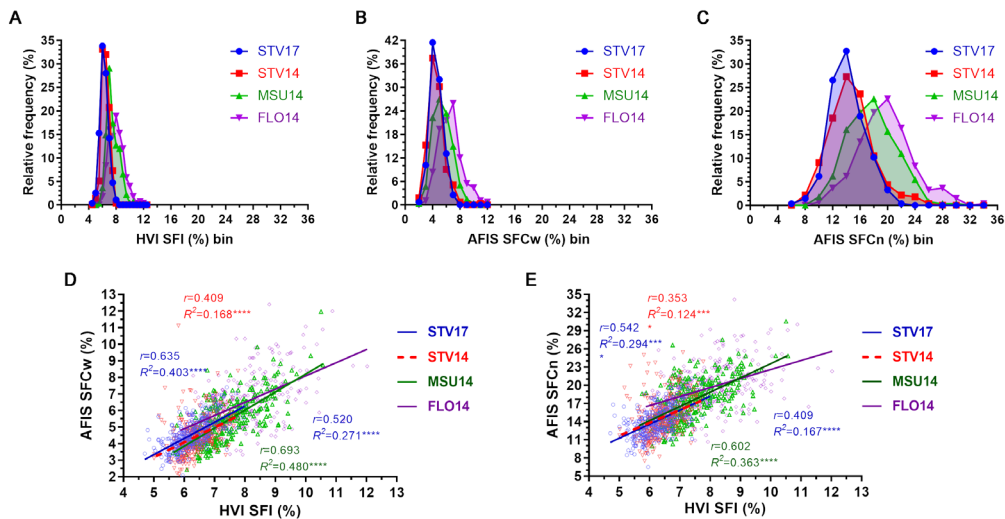 A
Relative frequency (%)
35
30
25
20
15
10
5
0
0 4 8 12 16 20 24 28 32 36
HVI SFI (%) bin
STV17
STV14
MSU14
FLO14
B
Relative frequency (%)
42
36
30
24
18
12
6
0
0 4 8 12 16 20 24 28 32 36
AFIS SFCw (%) bin
STV17
STV14
MSU14
FLO14
C
Relative frequency (%)
35
30
25
20
15
10
5
0
0 4 8 12 16 20 24 28 32 36
AFIS SFCn (%) bin
STV17
STV14
MSU14
FLO14
D
AFIS SFCw (%)
13
12
11
10
9
8
7
6
5
4
3
2
4 5 6 7 8 9 10 11 12 13
HVI SFI (%)
r=0.409
R²=0.168****
r=0.635
R²=0.403****
r=0.520
R²=0.271****
r=0.693
R²=0.480****
STV17
STV14
MSU14
FLO14
E
AFIS SFCn (%)
35
32
29
26
23
20
17
14
11
8
5
4 5 6 7 8 9 10 11 12 13
HVI SFI (%)
r=0.353
R²=0.124***
*
r=0.542
R²=0.294***
*
r=0.409
R²=0.167****
r=0.602
R²=0.363****
STV17
STV14
MSU14
FLO14